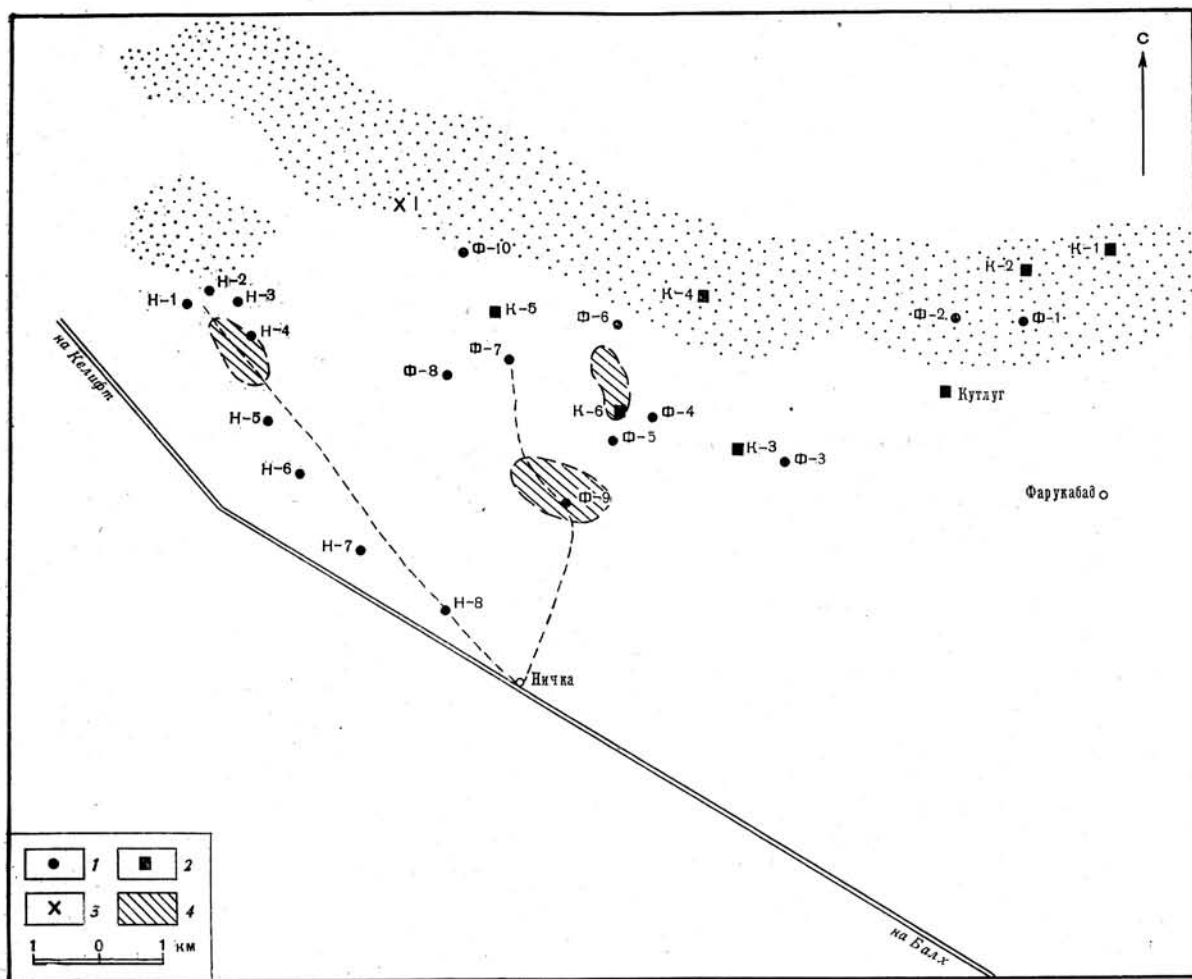 С
X I
Ф-10
К-1
К-2
Н-2
Н-1
Н-3
К-4
К-5
Ф-6
Ф-2
Ф-1
Н-4
на Келифт
Ф-7
Ф-8
Кутлуг
К-6
Ф-4
Н-5
Ф-5
К-3
Ф-3
Н-6
Ф-9
Фарукабад
Н-7
Н-8
Ничка
1
2
X 3
4
1 0 1 км
на Балх